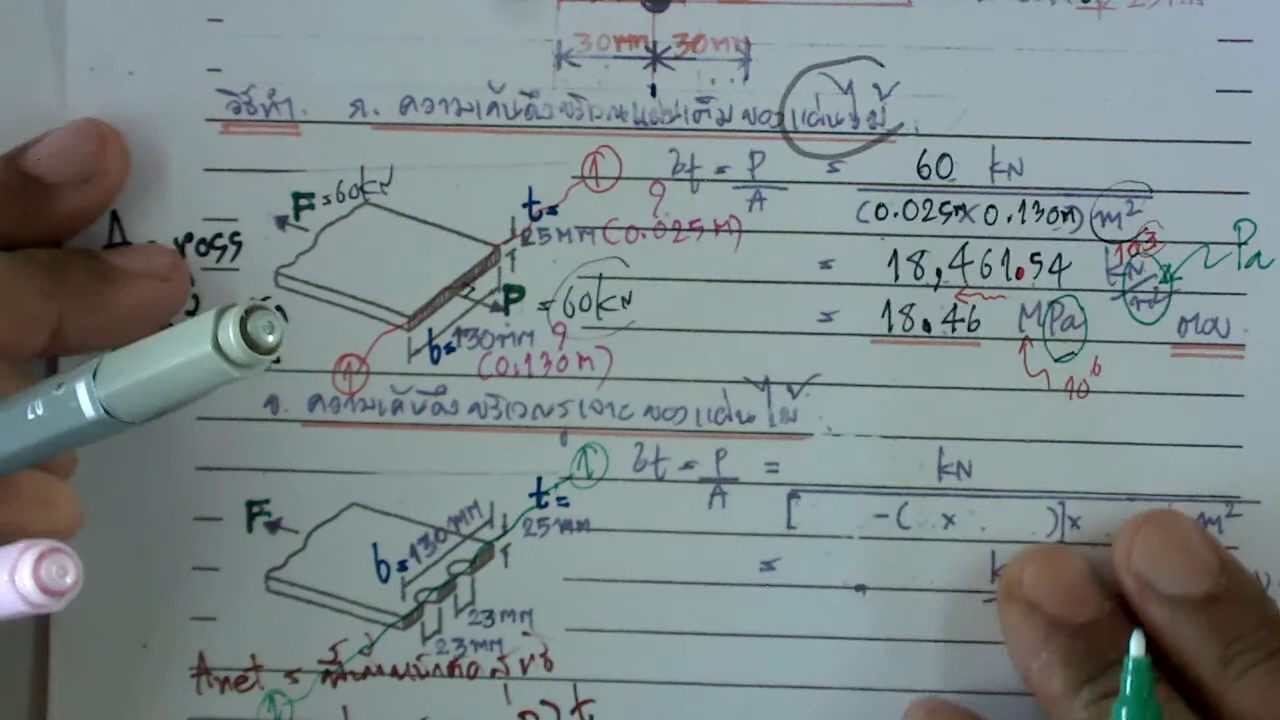 30mm 30mm
วิธีทำ. ก. ความเค้นดึงบริเวณแผ่นเต็มของแผ่นไม้
F = 60kN
t = 25mm (0.025m)
σt = P/A = 60 kN / (0.025m x 0.130m) m²
Agross
= 18,461.54 kN/m² 10³ Pa
P = 60kN
= 18.46 MPa ตอบ
b = 130mm (0.130m)
10⁶
ข. ความเค้นดึงบริเวณรูเจาะของแผ่นไม้
σt = P/A = kN / [ - ( x . )] x m²
F
t = 25mm
b = 130mm
= .
23mm
23mm
Anet =